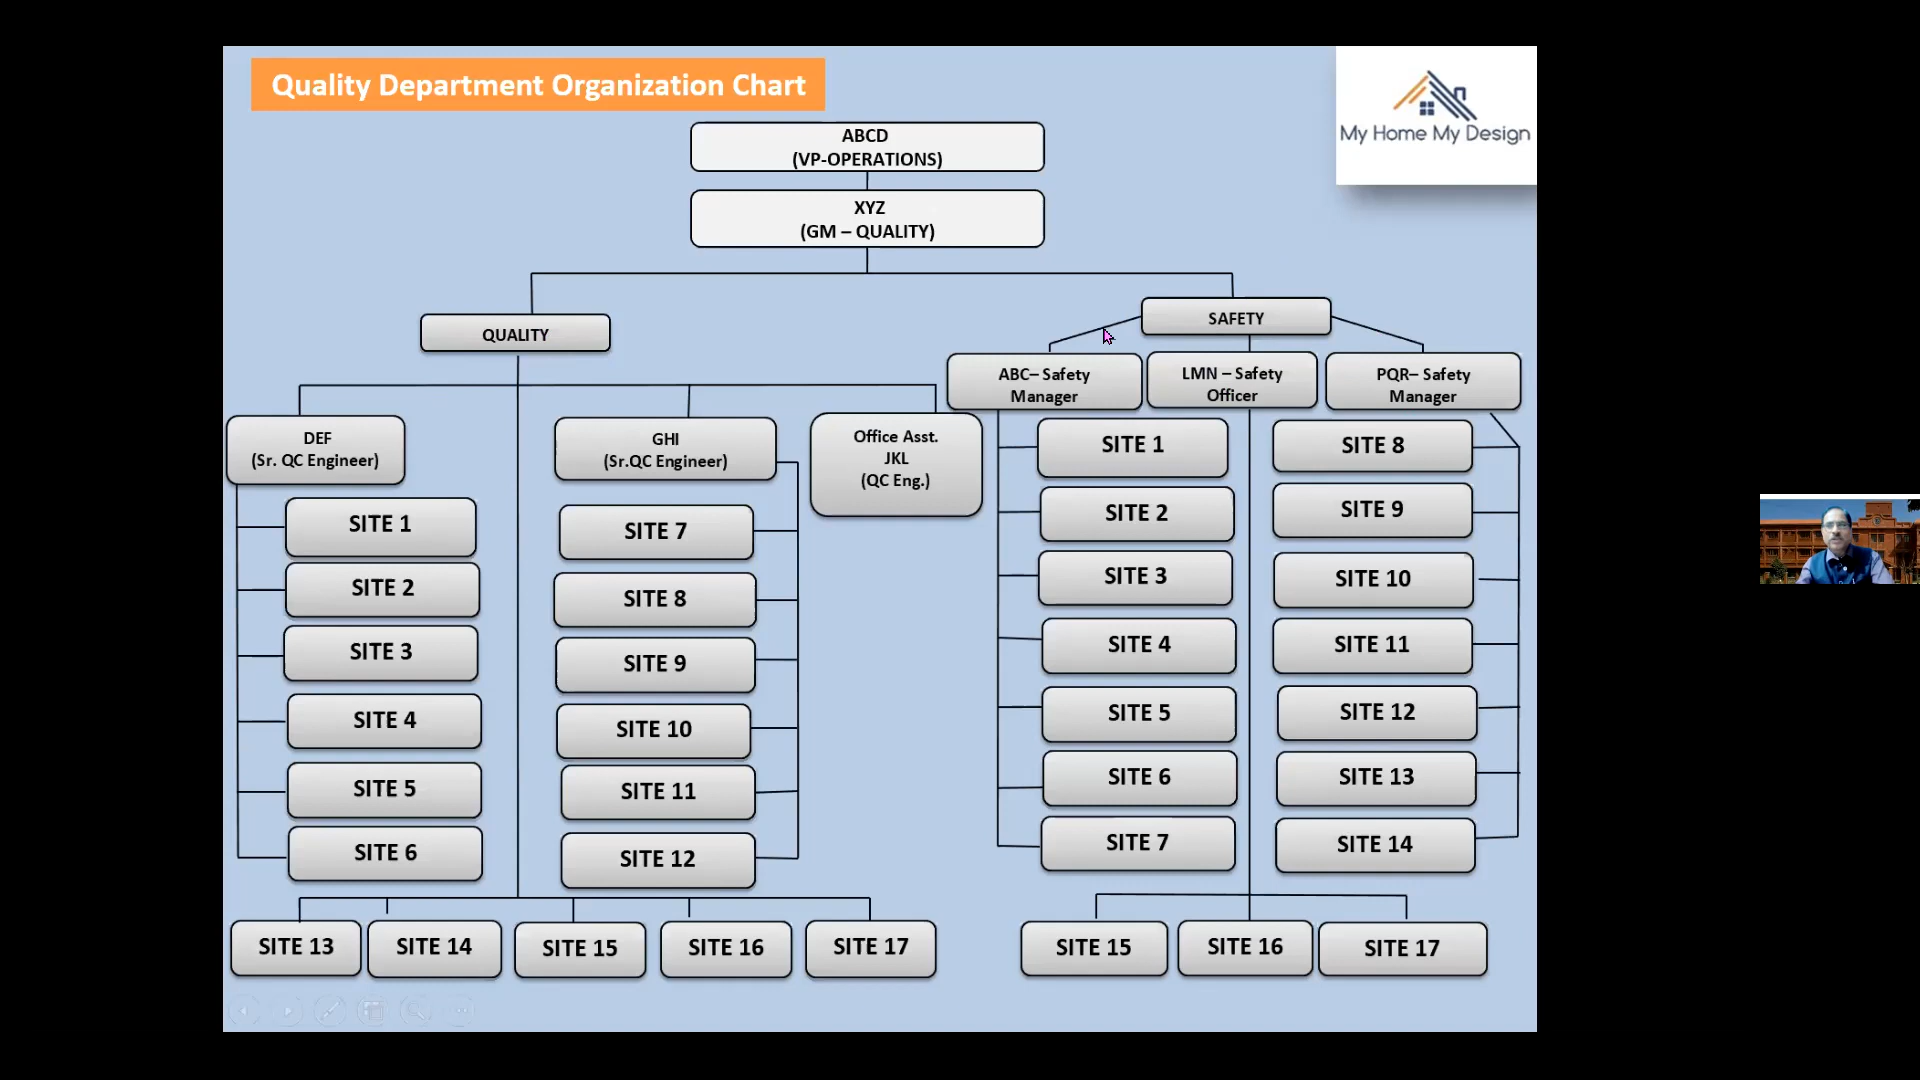 Quality Department Organization Chart
My Home My Design
ABCD
(VP-OPERATIONS)
XYZ
(GM – QUALITY)
QUALITY
SAFETY
DEF
(Sr. QC Engineer)
GHI
(Sr.QC Engineer)
Office Asst.
JKL
(QC Eng.)
ABC– Safety
Manager
LMN – Safety
Officer
PQR– Safety
Manager
SITE 1
SITE 2
SITE 3
SITE 4
SITE 5
SITE 6
SITE 7
SITE 8
SITE 9
SITE 10
SITE 11
SITE 12
SITE 13
SITE 14
SITE 15
SITE 16
SITE 17
SITE 1
SITE 2
SITE 3
SITE 4
SITE 5
SITE 6
SITE 7
SITE 8
SITE 9
SITE 10
SITE 11
SITE 12
SITE 13
SITE 14
SITE 15
SITE 16
SITE 17